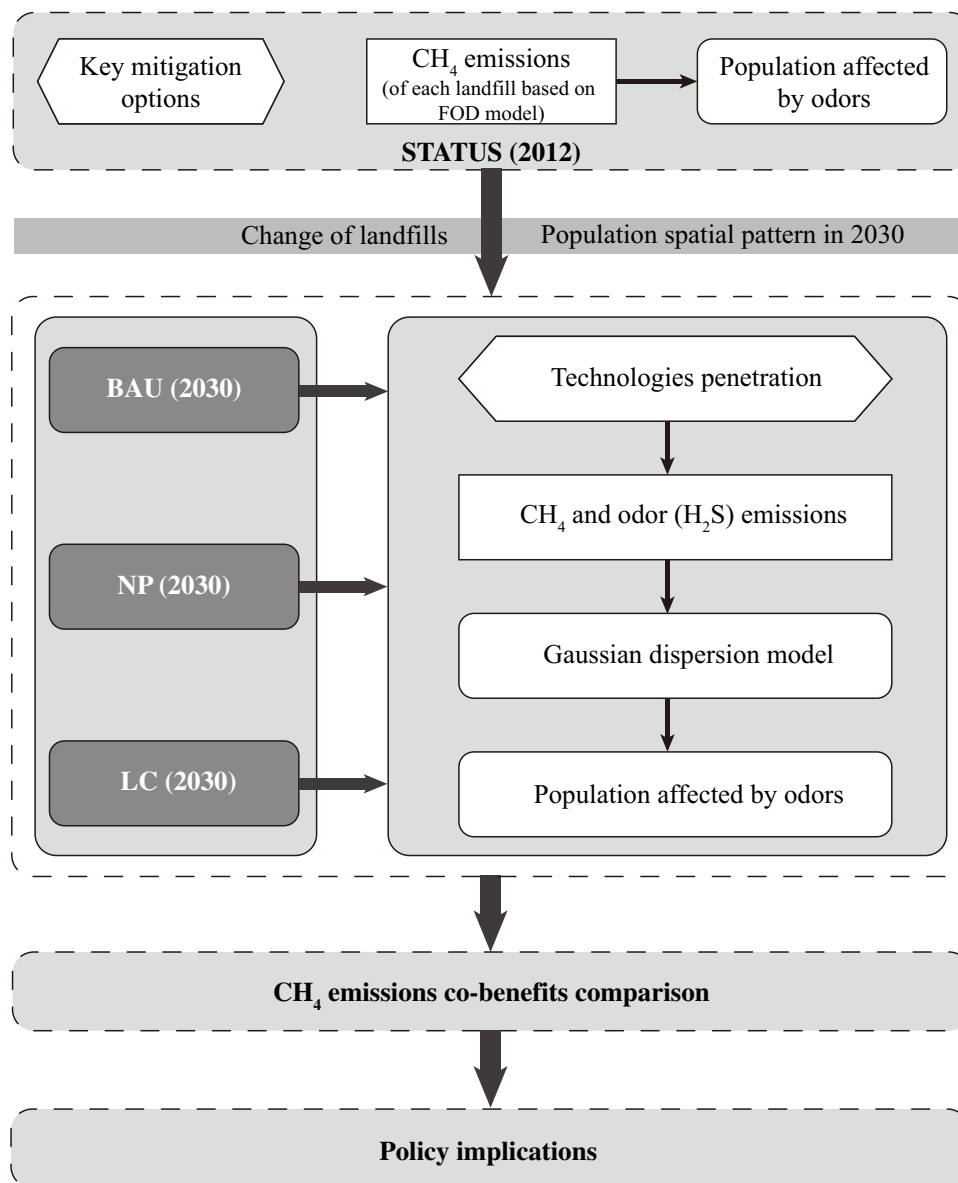 Key mitigation
options
CH₄ emissions
(of each landfill based on
FOD model)
Population affected
by odors
STATUS (2012)
Change of landfills
Population spatial pattern in 2030
BAU (2030)
NP (2030)
LC (2030)
Technologies penetration
CH₄ and odor (H₂S) emissions
Gaussian dispersion model
Population affected by odors
CH₄ emissions co-benefits comparison
Policy implications